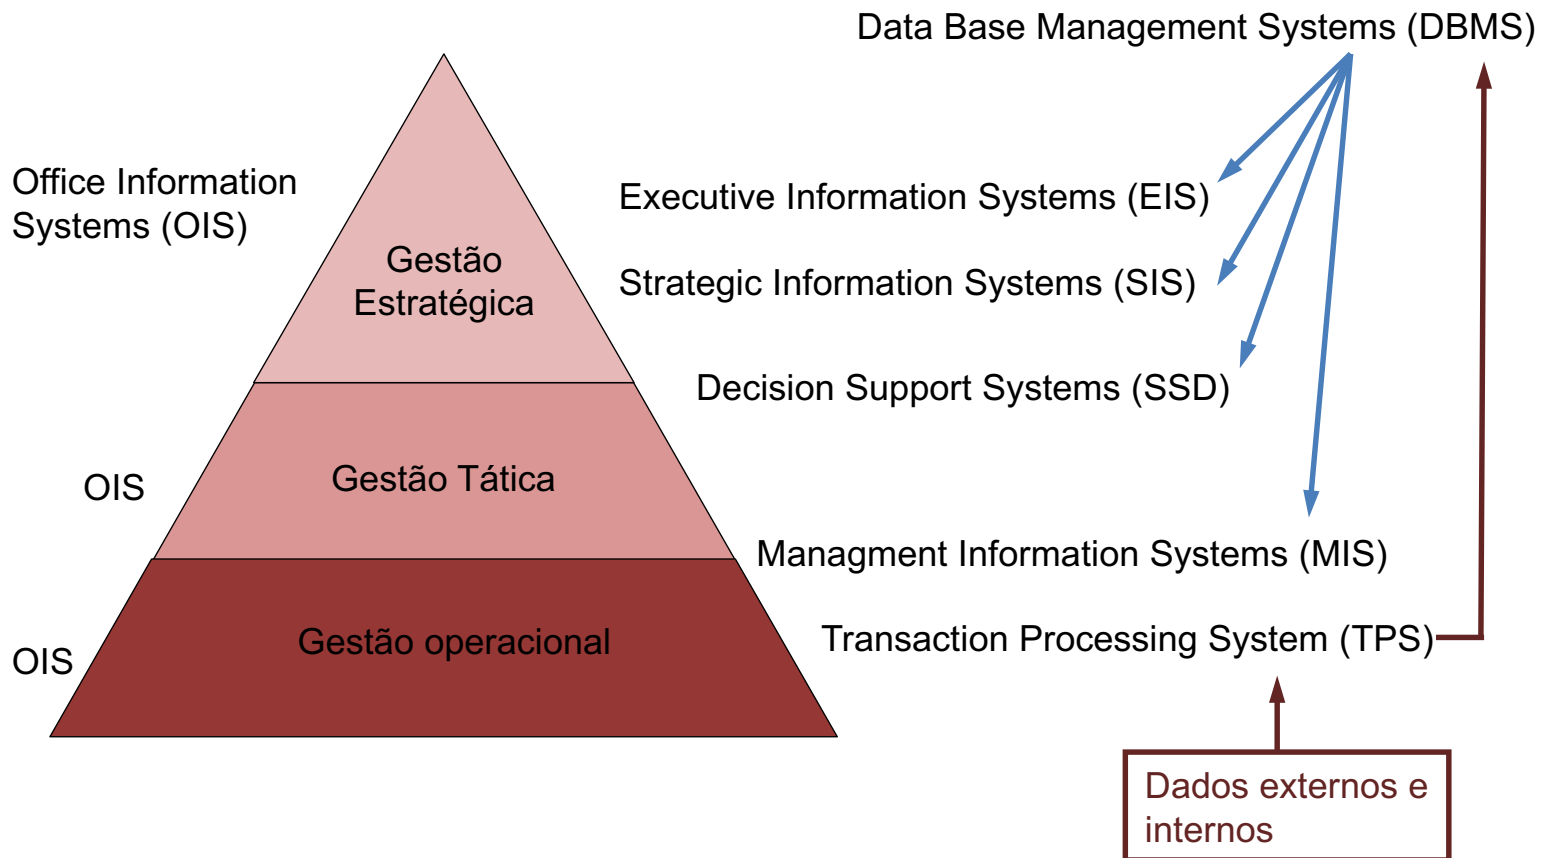 Data Base Management Systems (DBMS)
Office Information
Systems (OIS)
Executive Information Systems (EIS)
Gestão
Estratégica
Strategic Information Systems (SIS)
Decision Support Systems (SSD)
OIS
Gestão Tática
Managment Information Systems (MIS)
OIS
Gestão operacional
Transaction Processing System (TPS)
Dados externos e
internos